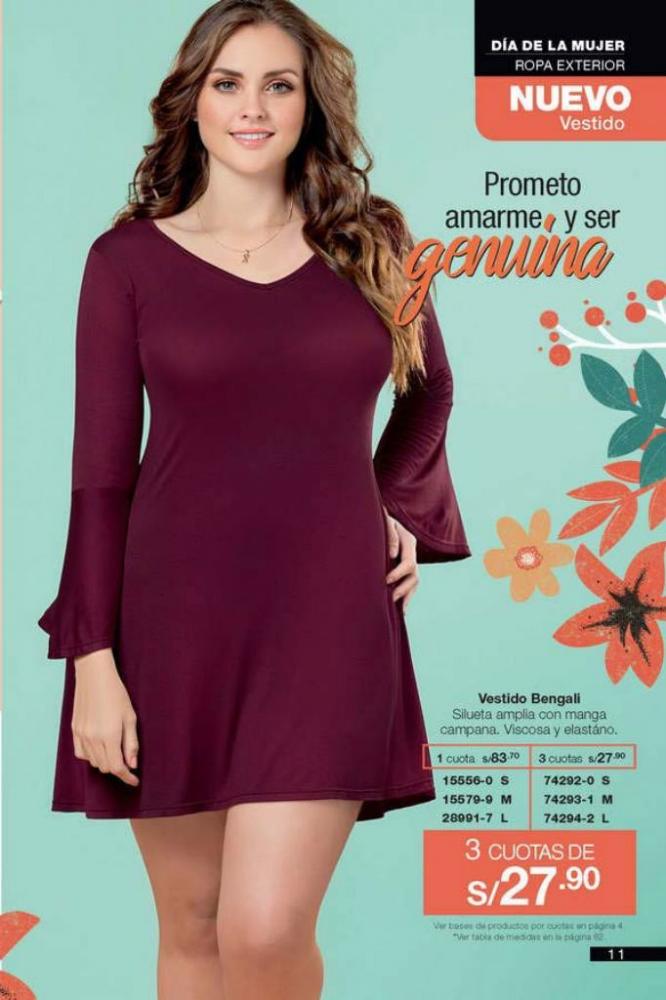 DÍA DE LA MUJER
ROPA EXTERIOR
NUEVO
Vestido
Prometo
amarme y ser
genuina
Vestido Bengali
Silueta amplia con manga
campana. Viscosa y elastáno.
1 cuota s/83.70 3 cuotas s/27.90
15556-0 S 74292-0 S
15579-9 M 74293-1 M
28991-7 L 74294-2 L
3 CUOTAS DE
S/27.90
Ver bases de productos por cuotas en página 4.
*Ver tabla de medidas en la página 62.
11